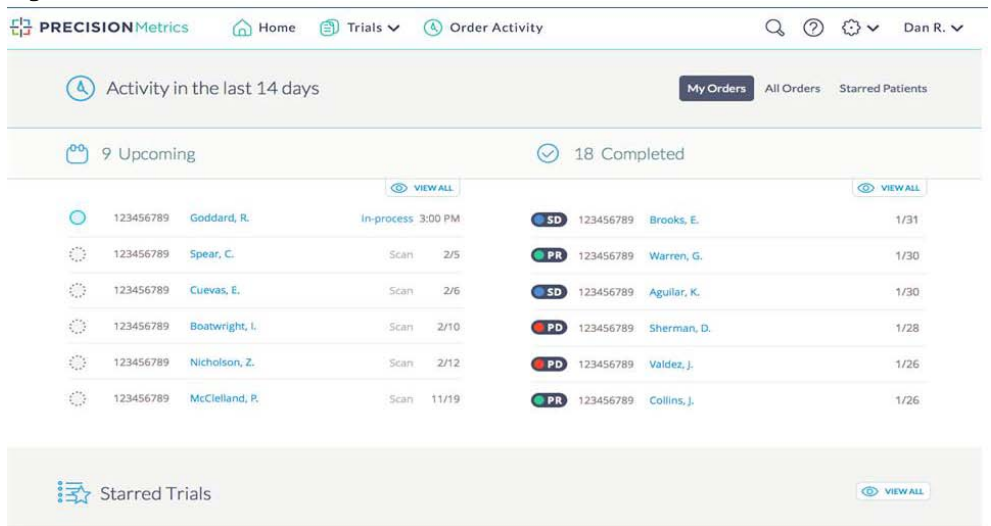 PRECISIONMetrics Home Trials Order Activity Dan R.
Activity in the last 14 days My Orders All Orders Starred Patients
9 Upcoming
VIEW ALL
123456789 Goddard, R. in-process 3:00 PM
123456789 Spear, C. Scan 2/5
123456789 Cuevas, E. Scan 2/6
123456789 Boatwright, I. Scan 2/10
123456789 Nicholson, Z. Scan 2/12
123456789 McClelland, P. Scan 11/19
18 Completed
VIEW ALL
SD 123456789 Brooks, E. 1/31
PR 123456789 Warren, G. 1/30
SD 123456789 Aguilar, K. 1/30
PD 123456789 Sherman, D. 1/28
PD 123456789 Valdez, J. 1/26
PR 123456789 Collins, J. 1/26
Starred Trials VIEW ALL